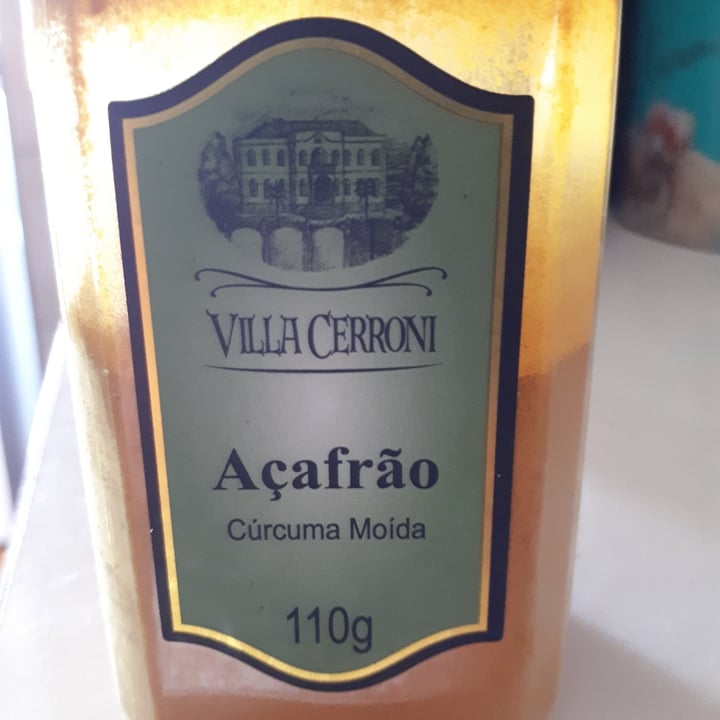 VILLA CERRONI
Açafrão
Cúrcuma Moída
110g